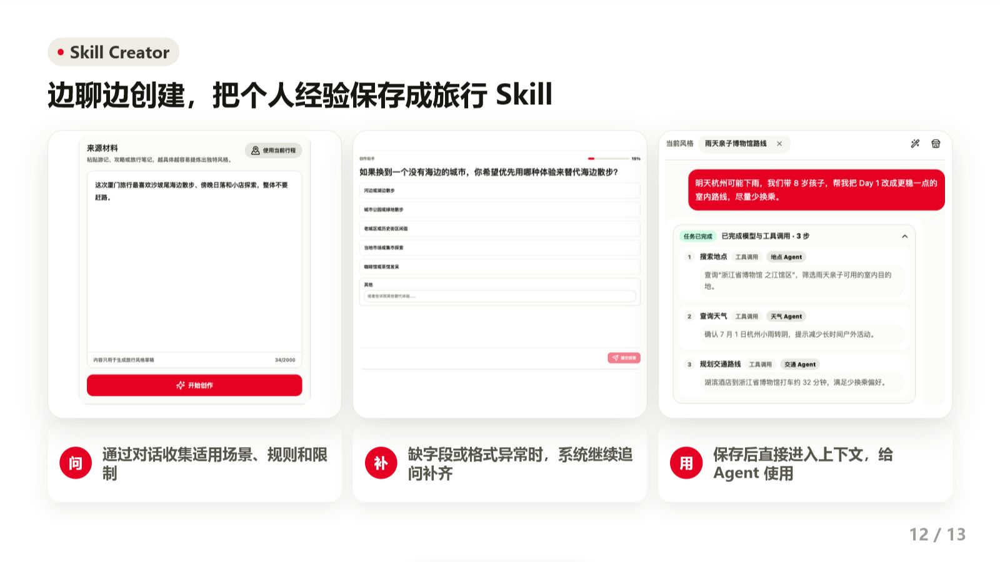 Skill Creator
边聊边创建，把个人经验保存成旅行 Skill
来源材料
粘贴游记、攻略或旅行笔记，越具体越容易提炼出独特风格。
使用当前行程
这次厦门旅行最喜欢沙坡尾海边散步、傍晚日落和小店探索，整体不要
赶路。
内容只用于生成旅行风格草稿
34/2000
开始创作
创作助手
15%
如果换到一个没有海边的城市，你希望优先用哪种体验来替代海边散步？
河边或湖边散步
城市公园或绿地散步
老城区或历史街区闲逛
当地市场或集市探索
咖啡馆或茶馆发呆
其他
或者告诉我其他替代体验……
提交回答
当前风格
雨天亲子博物馆路线
明天杭州可能下雨，我们带 8 岁孩子，帮我把 Day 1 改成更稳一点的
室内路线，尽量少换乘。
任务已完成
已完成模型与工具调用 · 3 步
1 搜索地点 工具调用 地点 Agent
查询“浙江省博物馆 之江馆区”，筛选雨天亲子可用的室内目的
地。
2 查询天气 工具调用 天气 Agent
确认 7 月 1 日杭州小雨转阴，提示减少长时间户外活动。
3 规划交通路线 工具调用 交通 Agent
湖滨酒店到浙江省博物馆打车约 32 分钟，满足少换乘偏好。
问
通过对话收集适用场景、规则和限
制
补
缺字段或格式异常时，系统继续追
问补齐
用
保存后直接进入上下文，给
Agent 使用
12 / 13